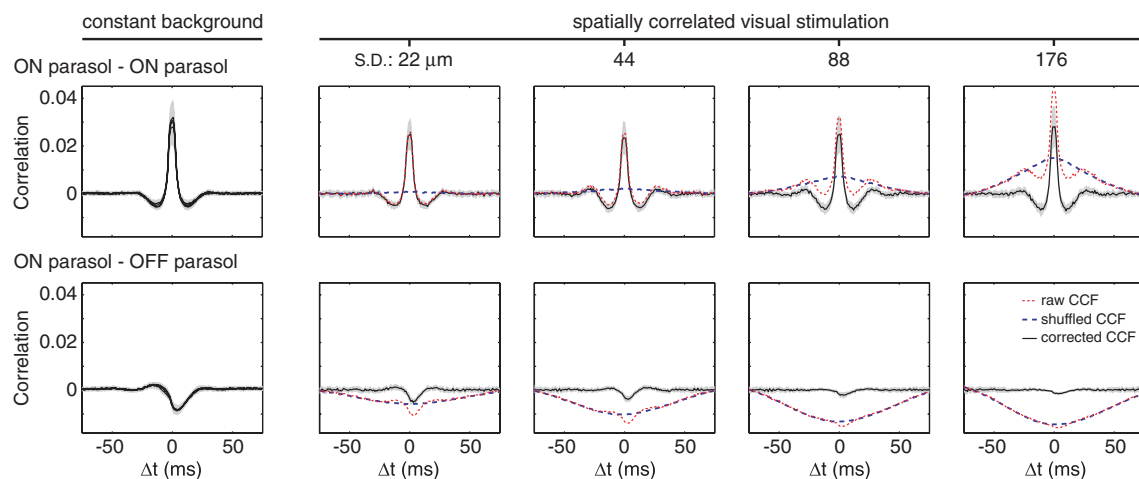 constant background
spatially correlated visual stimulation
S.D.: 22 μm 44 88 176
ON parasol - ON parasol
0.04
0.02
0
Correlation
ON parasol - OFF parasol
0.04
0.02
0
Correlation
raw CCF
shuffled CCF
corrected CCF
-50 0 50 -50 0 50 -50 0 50 -50 0 50 -50 0 50
Δt (ms) Δt (ms) Δt (ms) Δt (ms) Δt (ms)